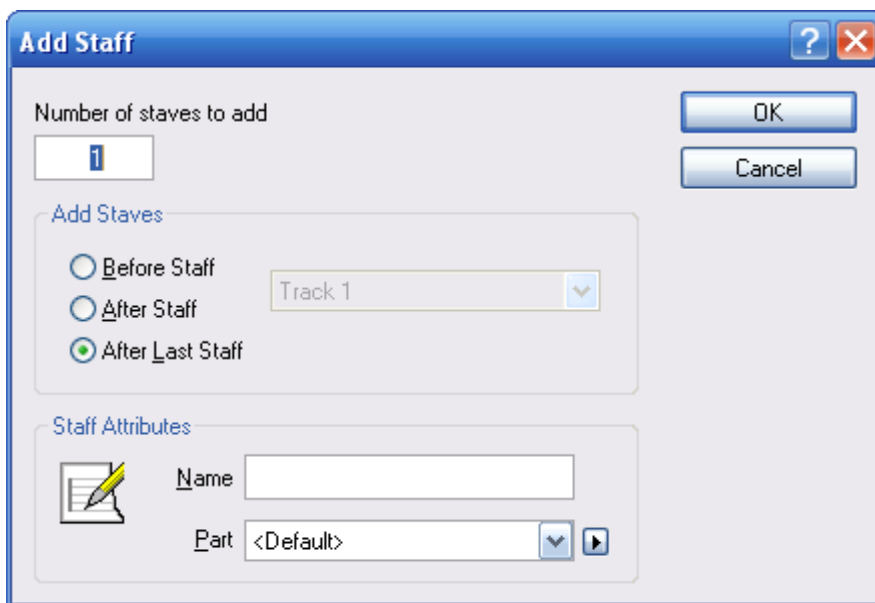 Add Staff
Number of staves to add
OK
1
Cancel
Add Staves
Before Staff
Track 1
After Staff
After Last Staff
Staff Attributes
Name
Part <Default>